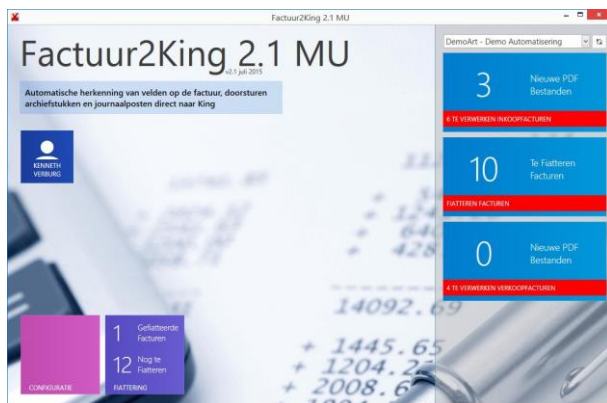 Factuur2King 2.1 MU
Factuur2King 2.1 MU
v2.1 juli 2015
Automatische herkenning van velden op de factuur, doorsturen
archiefstukken en journaalposten direct naar King
KENNETH
VERBURG
DemoArt - Demo Automatisering
3
Nieuwe PDF
Bestanden
6 TE VERWERKEN INKOOPFACTUREN
10
Te Fiatteren
Facturen
FIATTEREN FACTUREN
0
Nieuwe PDF
Bestanden
4 TE VERWERKEN VERKOOPFACTUREN
14092.69
+ 1445.65
+ 1204.22
+ 2008.6
CONFIGURATIE
1
Gefiatteerde
Facturen
12
Nog te
Fiatteren
FIATTERING